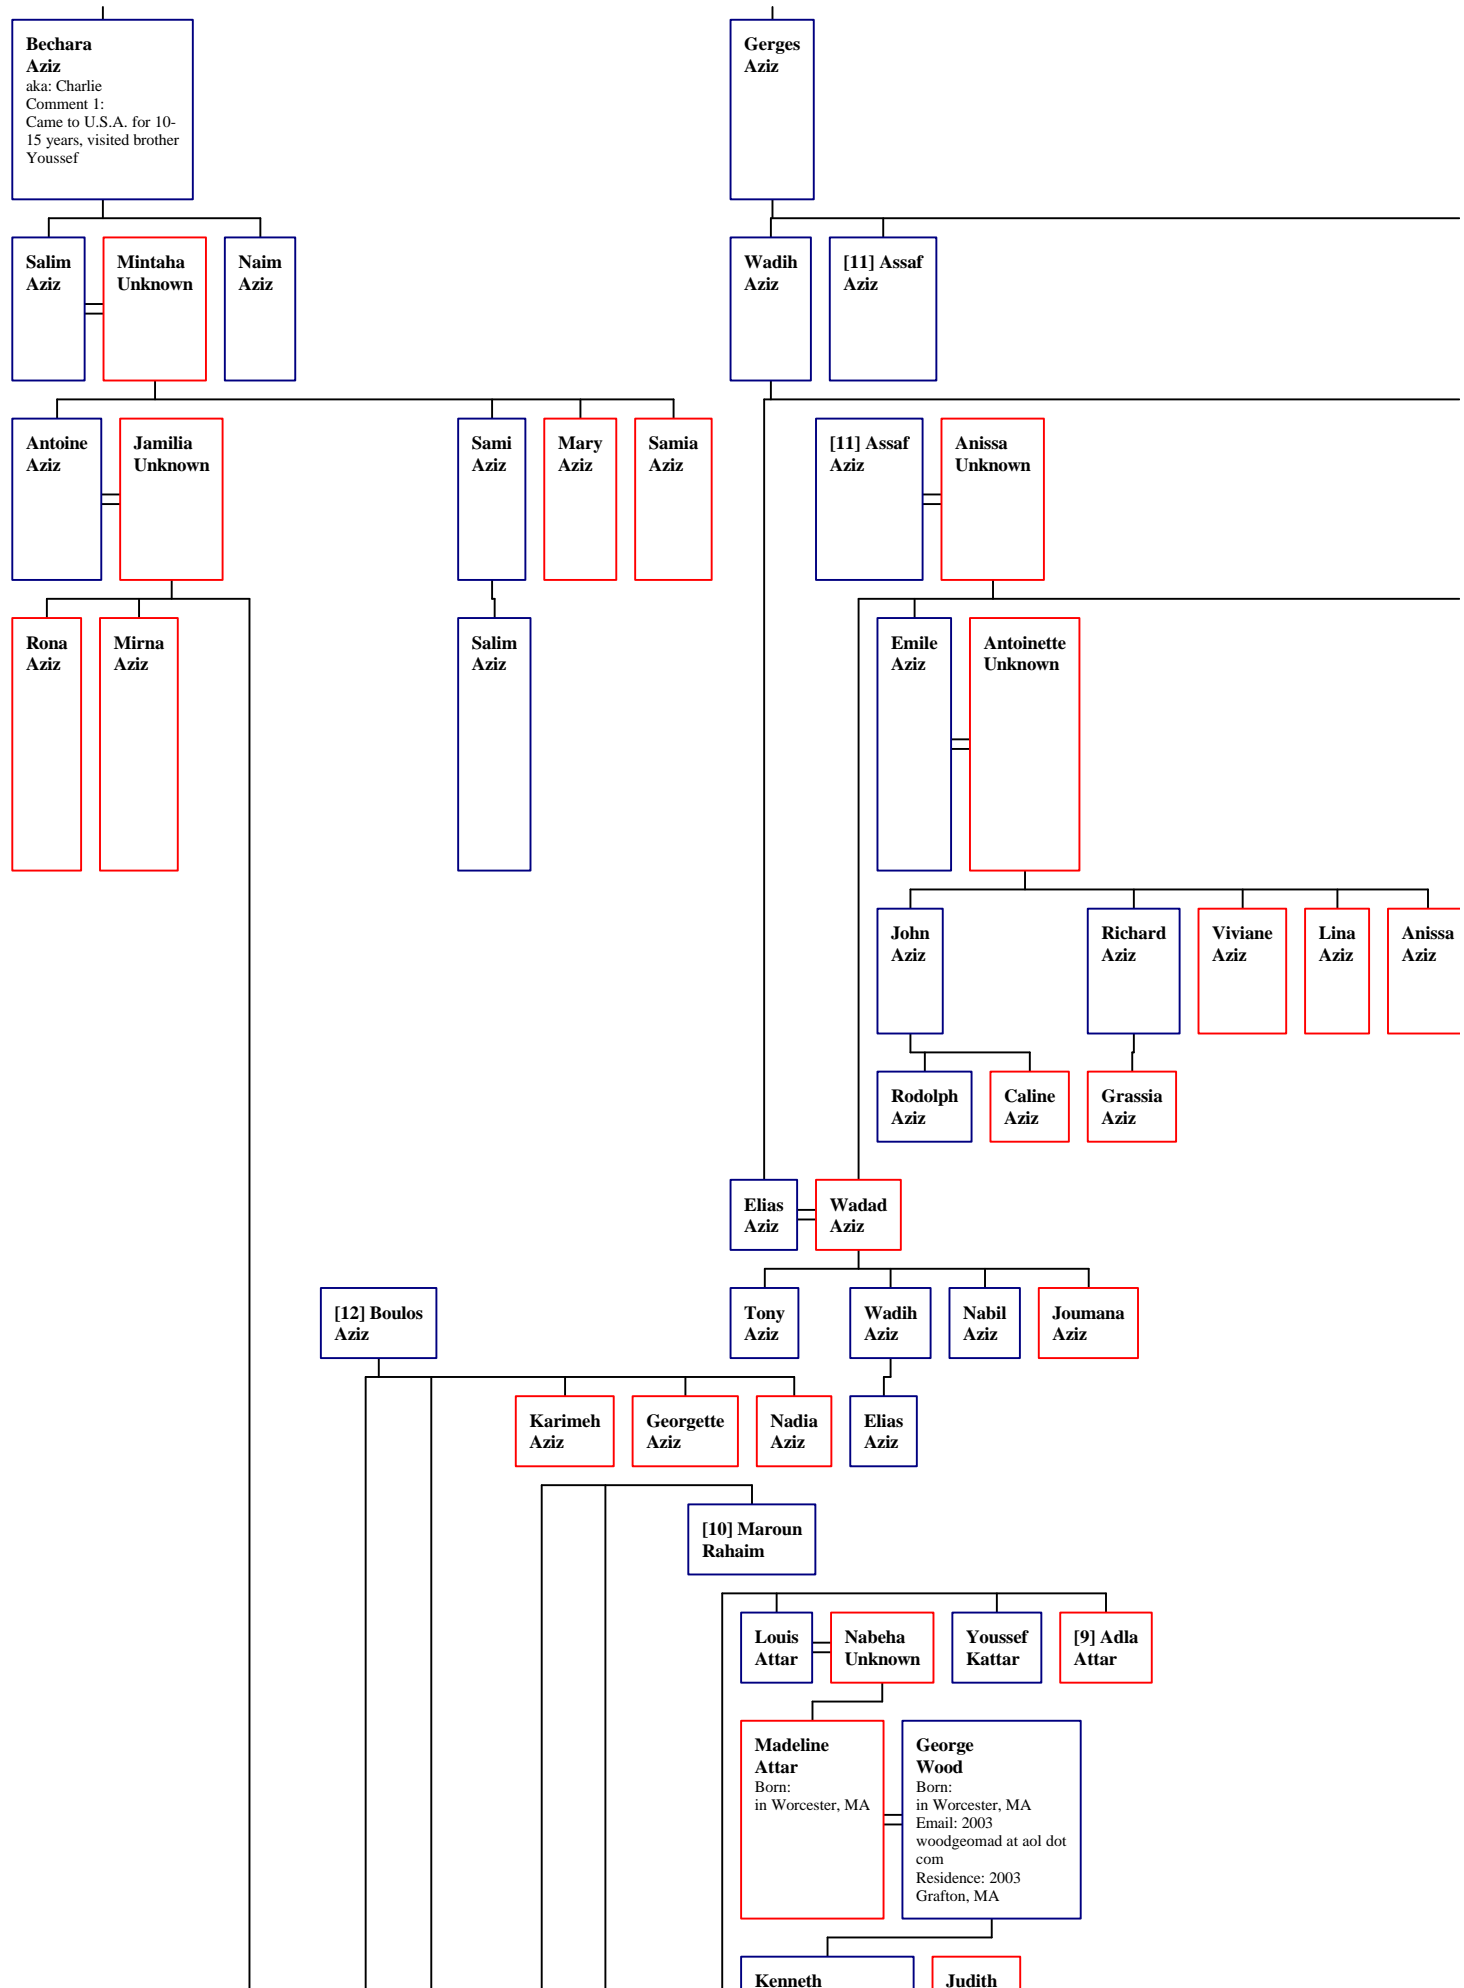 Bechara
Aziz
aka: Charlie
Comment 1:
Came to U.S.A. for 10-
15 years, visited brother
Youssef
Gerges
Aziz
Salim
Aziz
Mintaha
Unknown
Naim
Aziz
Wadih
Aziz
[11] Assaf
Aziz
Antoine
Aziz
Jamilia
Unknown
Sami
Aziz
Mary
Aziz
Samia
Aziz
[11] Assaf
Aziz
Anissa
Unknown
Rona
Aziz
Mirna
Aziz
Salim
Aziz
Emile
Aziz
Antoinette
Unknown
John
Aziz
Richard
Aziz
Viviane
Aziz
Lina
Aziz
Anissa
Aziz
Rodolph
Aziz
Caline
Aziz
Grassia
Aziz
Elias
Aziz
Wadad
Aziz
[12] Boulos
Aziz
Tony
Aziz
Wadih
Aziz
Nabil
Aziz
Joumana
Aziz
Karimeh
Aziz
Georgette
Aziz
Nadia
Aziz
Elias
Aziz
[10] Maroun
Rahaim
Louis
Attar
Nabeha
Unknown
Youssef
Kattar
[9] Adla
Attar
Madeline
Attar
Born:
in Worcester, MA
George
Wood
Born:
in Worcester, MA
Email: 2003
woodgeomad at aol dot
com
Residence: 2003
Grafton, MA
Kenneth
Judith